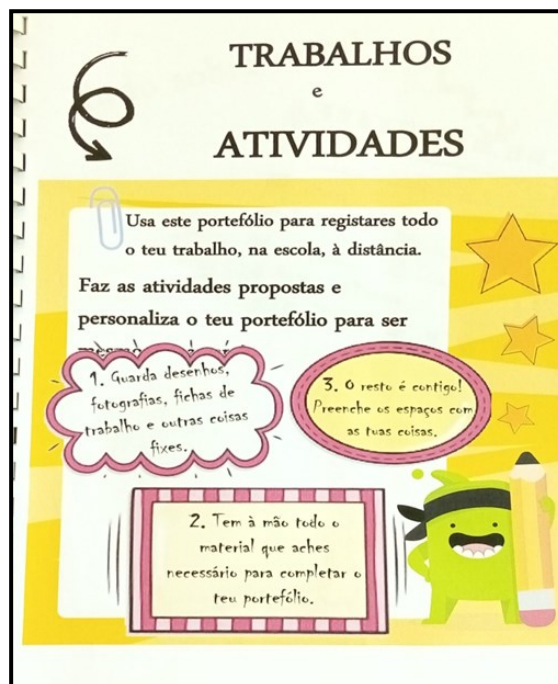 TRABALHOS
e
ATIVIDADES
Usa este portefólio para registares todo
o teu trabalho, na escola, à distância.
Faz as atividades propostas e
personaliza o teu portefólio para ser
1. Guarda desenhos,
fotografias, fichas de
trabalho e outras coisas
fixes.
3. O resto é contigo!
Preenche os espaços com
as tuas coisas.
2. Tem à mão todo o
material que aches
necessário para completar o
teu portefólio.